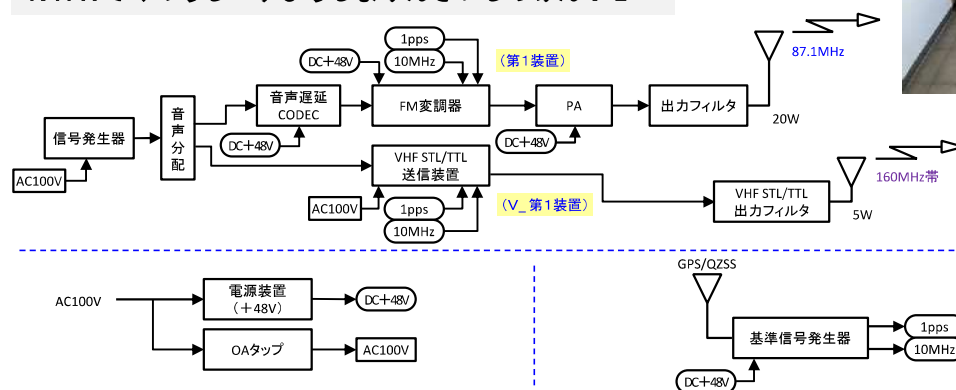 1pps
DC+48V
10MHz
(第1装置)
87.1MHz
音声遅延
CODEC
FM変調器
PA
出力フィルタ
20W
信号発生器
音声分配
DC+48V
DC+48V
AC100V
VHF STL/TTL
送信装置
160MHz帯
AC100V
1pps
10MHz
(V_第1装置)
VHF STL/TTL
出力フィルタ
5W
GPS/QZSS
AC100V
電源装置
(+48V)
DC+48V
OAタップ
AC100V
基準信号発生器
1pps
10MHz
DC+48V